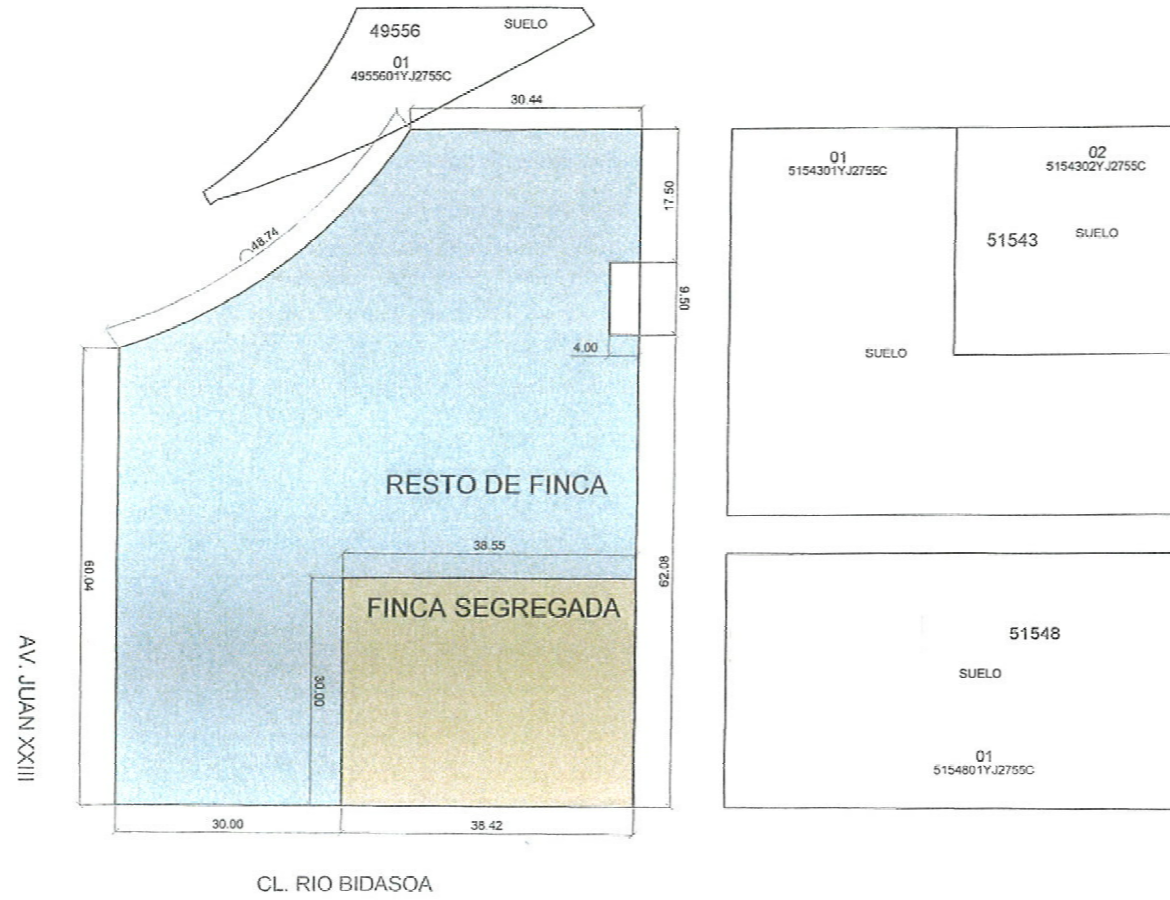 49556
SUELO
01
4955601YJ2755C
30.44
01
5154301YJ2755C
02
5154302YJ2755C
17.50
51543
SUELO
48.74
9.50
4.00
SUELO
RESTO DE FINCA
38.55
60.04
62.08
FINCA SEGREGADA
51548
SUELO
AV. JUAN XXIII
30.00
01
5154801YJ2755C
30.00
38.42
CL. RIO BIDASOA